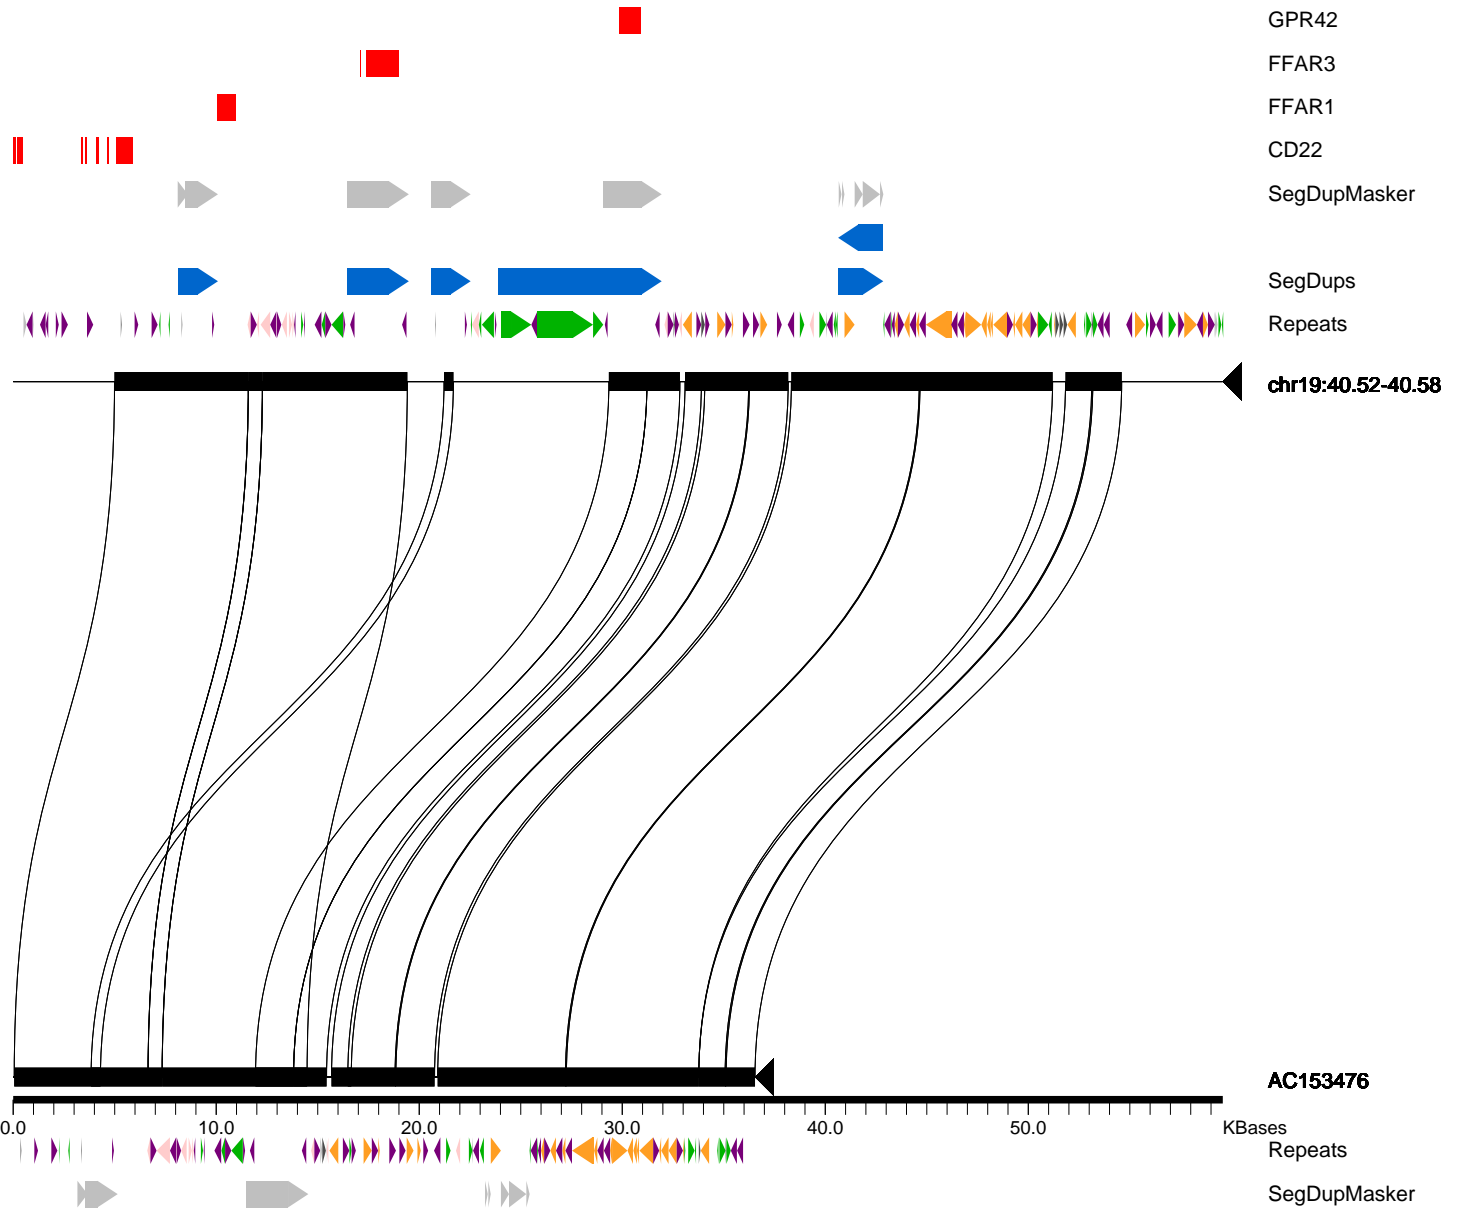 GPR42
FFAR3
FFAR1
CD22
SegDupMasker
SegDups
Repeats
chr19:40.52-40.58
AC153476
0.0 10.0 20.0 30.0 40.0 50.0 KBases
Repeats
SegDupMasker